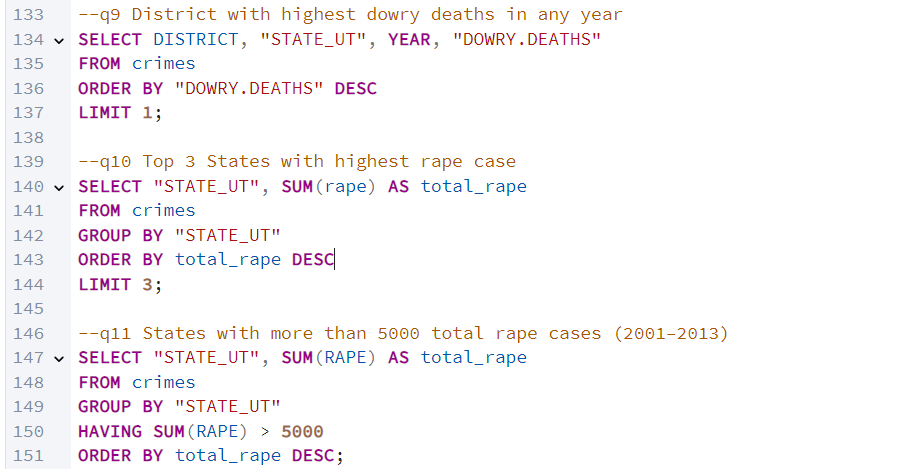 133 --q9 District with highest dowry deaths in any year
134 SELECT DISTRICT, "STATE_UT", YEAR, "DOWRY.DEATHS"
135 FROM crimes
136 ORDER BY "DOWRY.DEATHS" DESC
137 LIMIT 1;
138
139 --q10 Top 3 States with highest rape case
140 SELECT "STATE_UT", SUM(rape) AS total_rape
141 FROM crimes
142 GROUP BY "STATE_UT"
143 ORDER BY total_rape DESC
144 LIMIT 3;
145
146 --q11 States with more than 5000 total rape cases (2001–2013)
147 SELECT "STATE_UT", SUM(RAPE) AS total_rape
148 FROM crimes
149 GROUP BY "STATE_UT"
150 HAVING SUM(RAPE) > 5000
151 ORDER BY total_rape DESC;